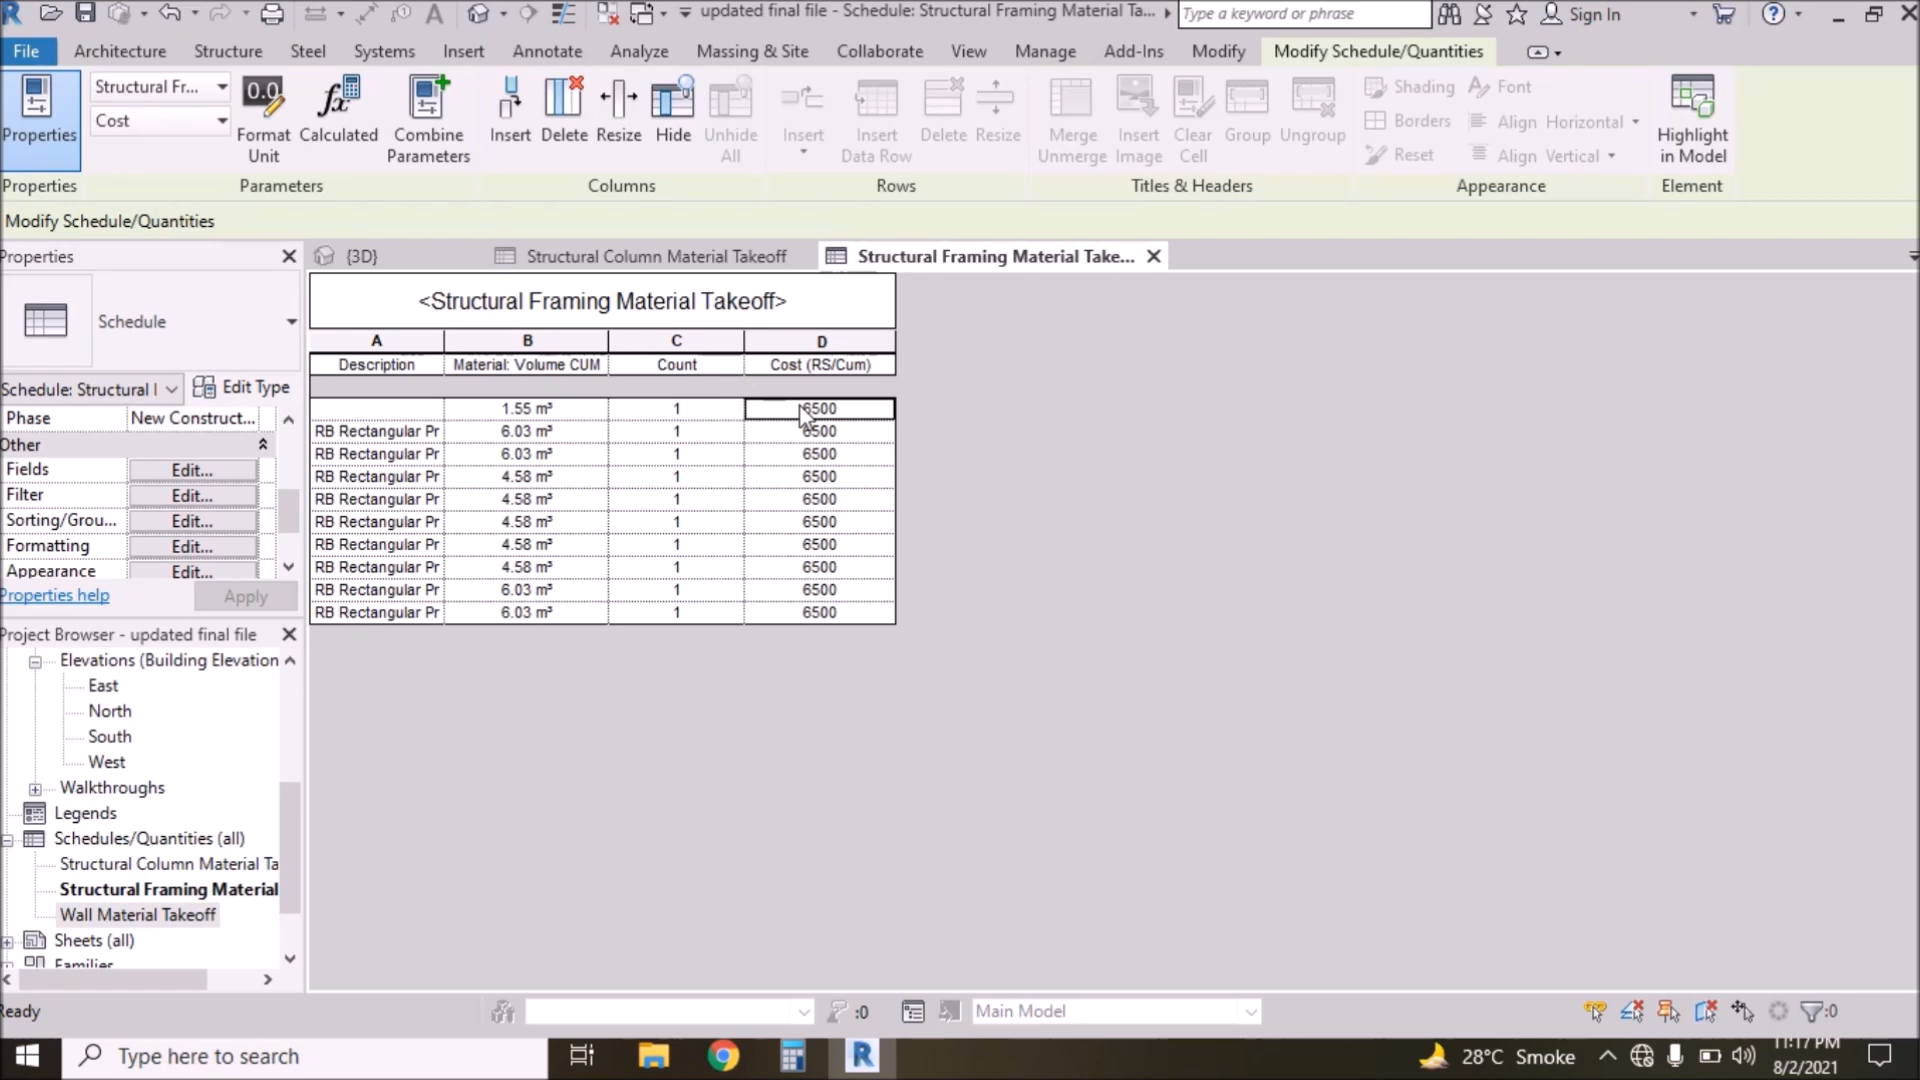 updated final file - Schedule: Structural Framing Material Ta...
Type a keyword or phrase
Sign In
File Architecture Structure Steel Systems Insert Annotate Analyze Massing & Site Collaborate View Manage Add-Ins Modify Modify Schedule/Quantities
Properties
Structural Fr...
Cost
0.0
Format Unit
fx
Calculated
Combine Parameters
Insert Delete Resize Hide Unhide All
Insert Insert Data Row Delete Resize
Merge Unmerge Insert Image Clear Cell Group Ungroup
Shading Font
Borders Align Horizontal
Reset Align Vertical
Highlight in Model
Properties Parameters Columns Rows Titles & Headers Appearance Element
Modify Schedule/Quantities
Properties
{3D} Structural Column Material Takeoff Structural Framing Material Take...
Schedule
Schedule: Structural
Edit Type
Phase New Construct...
Other
Fields Edit...
Filter Edit...
Sorting/Grou... Edit...
Formatting Edit...
Appearance Edit...
Properties help Apply
<Structural Framing Material Takeoff>
A B C D
Description Material: Volume CUM Count Cost (RS/Cum)
1.55 m³ 1 6500
RB Rectangular Pr 6.03 m³ 1 6500
RB Rectangular Pr 6.03 m³ 1 6500
RB Rectangular Pr 4.58 m³ 1 6500
RB Rectangular Pr 4.58 m³ 1 6500
RB Rectangular Pr 4.58 m³ 1 6500
RB Rectangular Pr 4.58 m³ 1 6500
RB Rectangular Pr 4.58 m³ 1 6500
RB Rectangular Pr 6.03 m³ 1 6500
RB Rectangular Pr 6.03 m³ 1 6500
Project Browser - updated final file
Elevations (Building Elevation
East
North
South
West
Walkthroughs
Legends
Schedules/Quantities (all)
Structural Column Material Ta
Structural Framing Material
Wall Material Takeoff
Sheets (all)
Families
Ready
:0
Main Model
:0
Type here to search
28°C Smoke
11:17 PM
8/2/2021